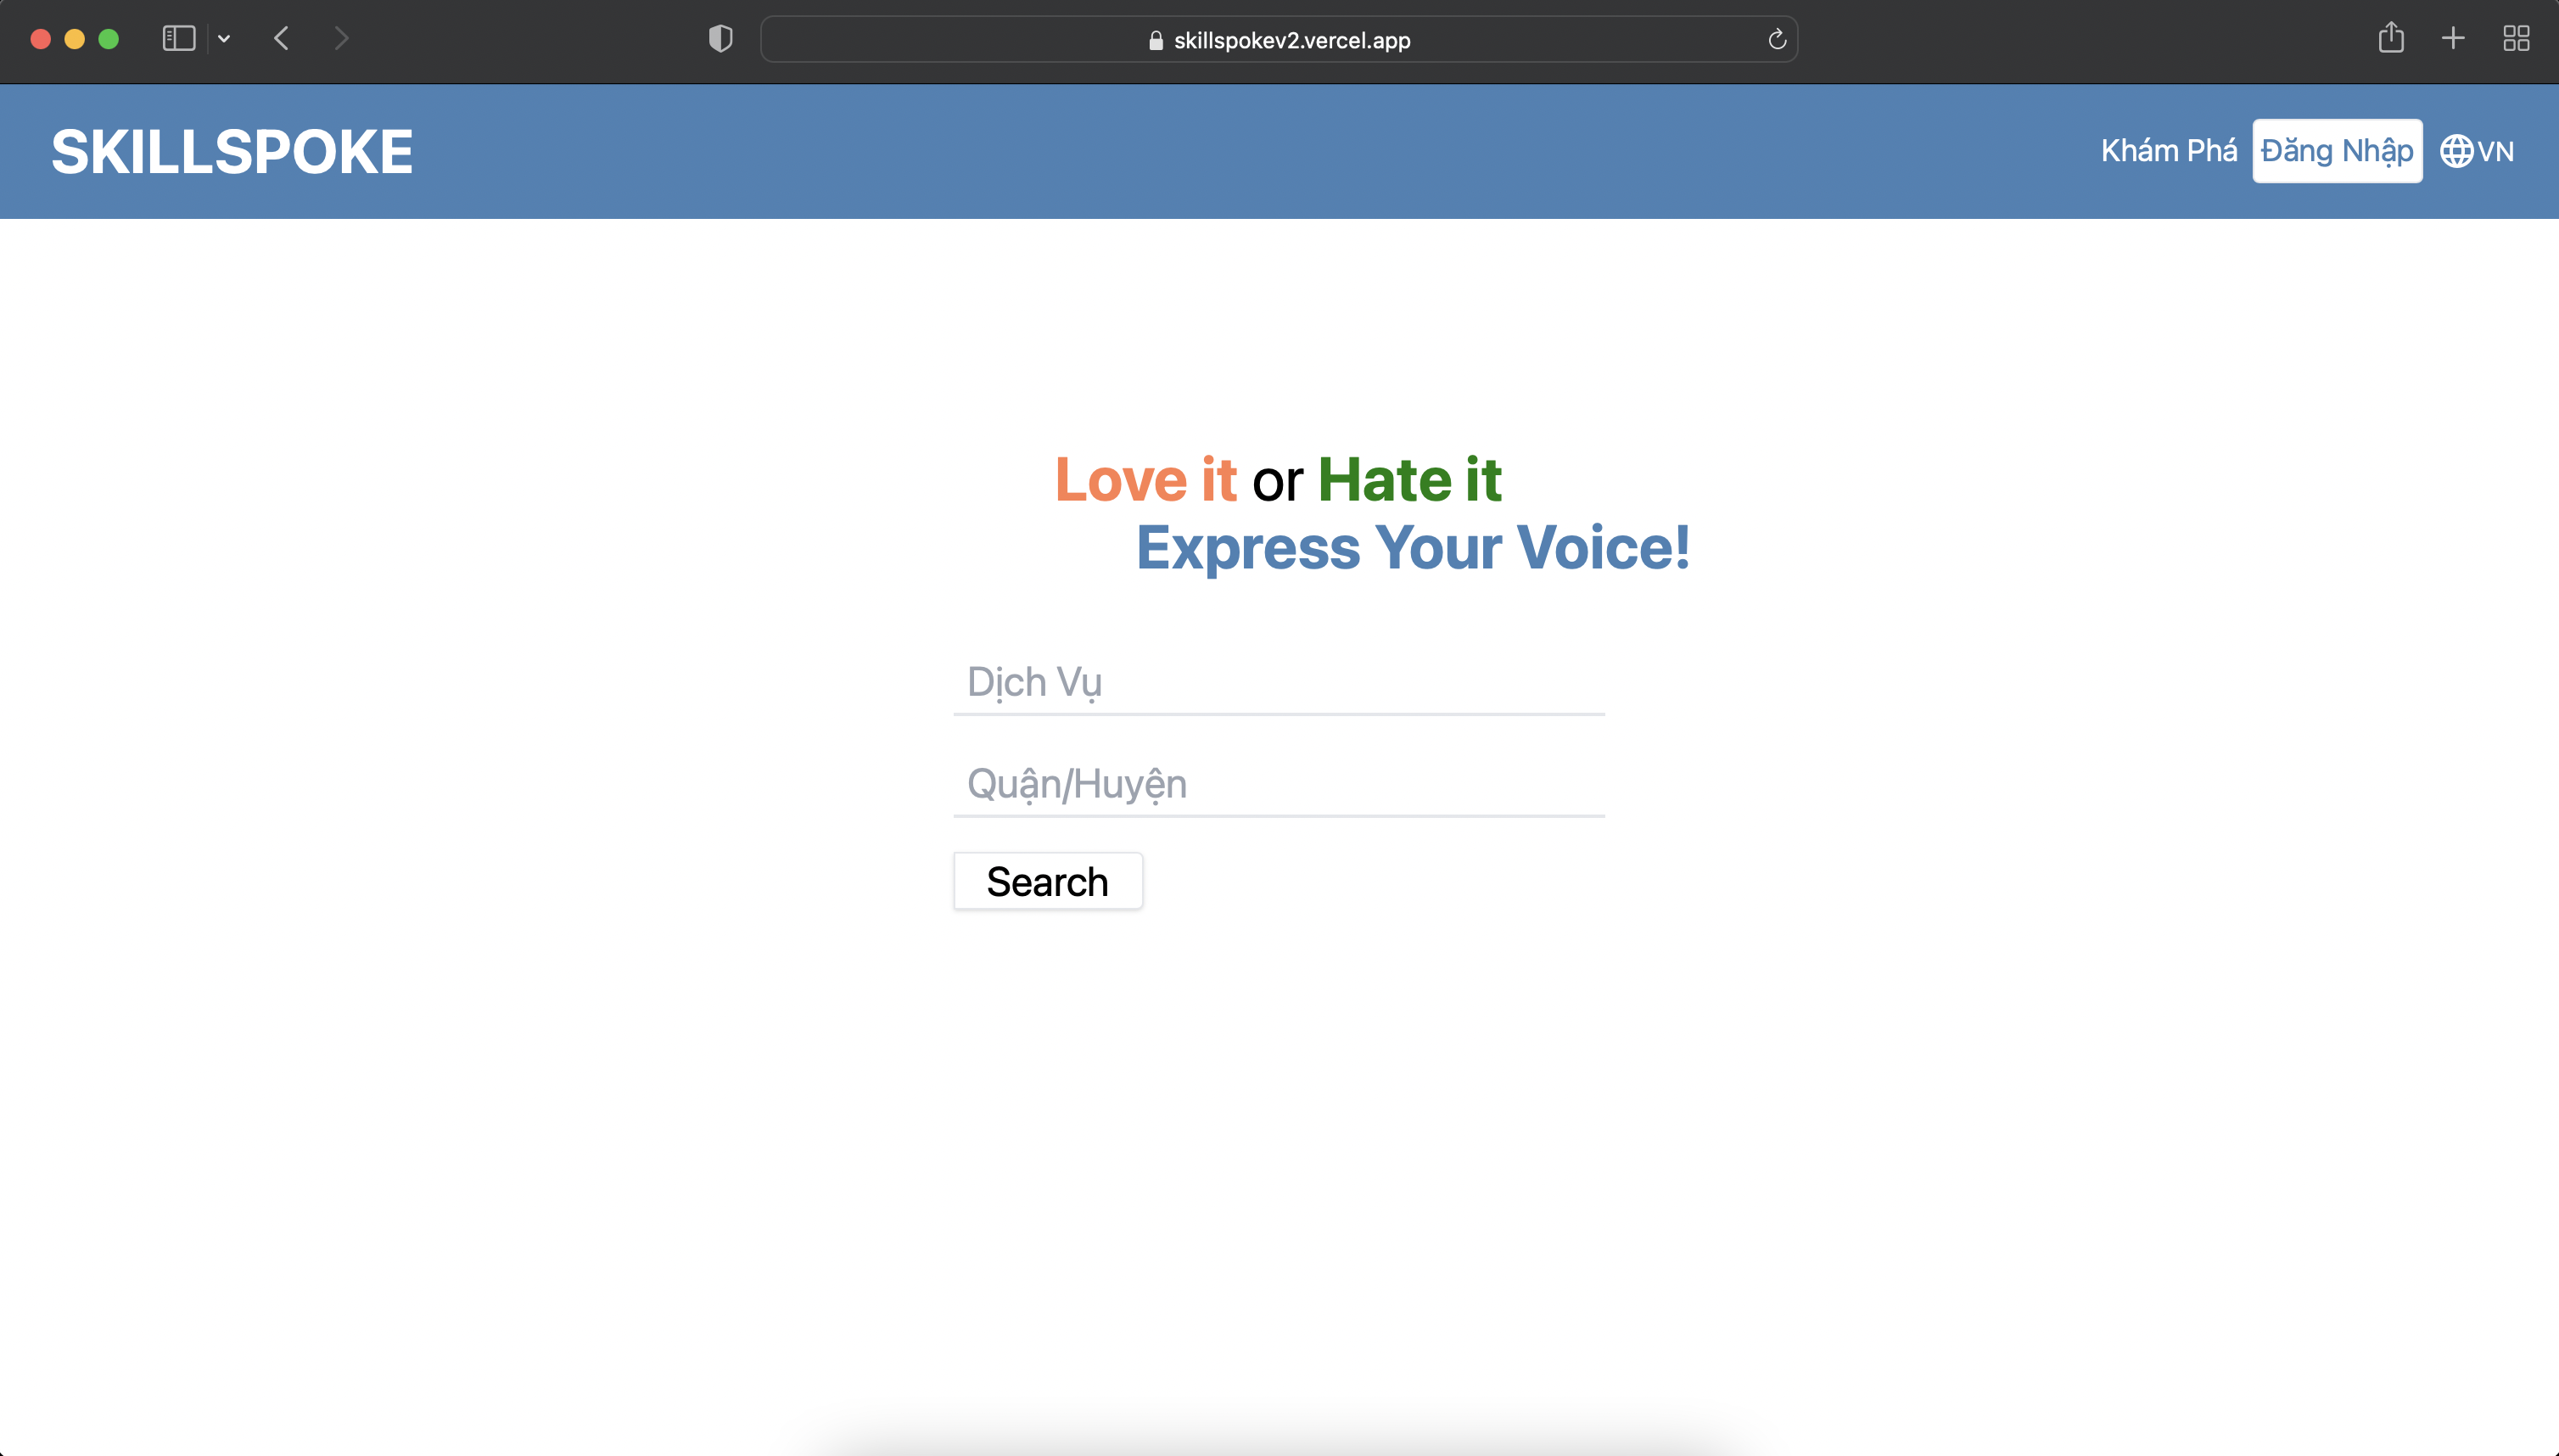 skillspokev2.vercel.app
SKILLSPOKE
Khám Phá Đăng Nhập VN
Love it or Hate it
Express Your Voice!
Dịch Vụ
Quận/Huyện
Search